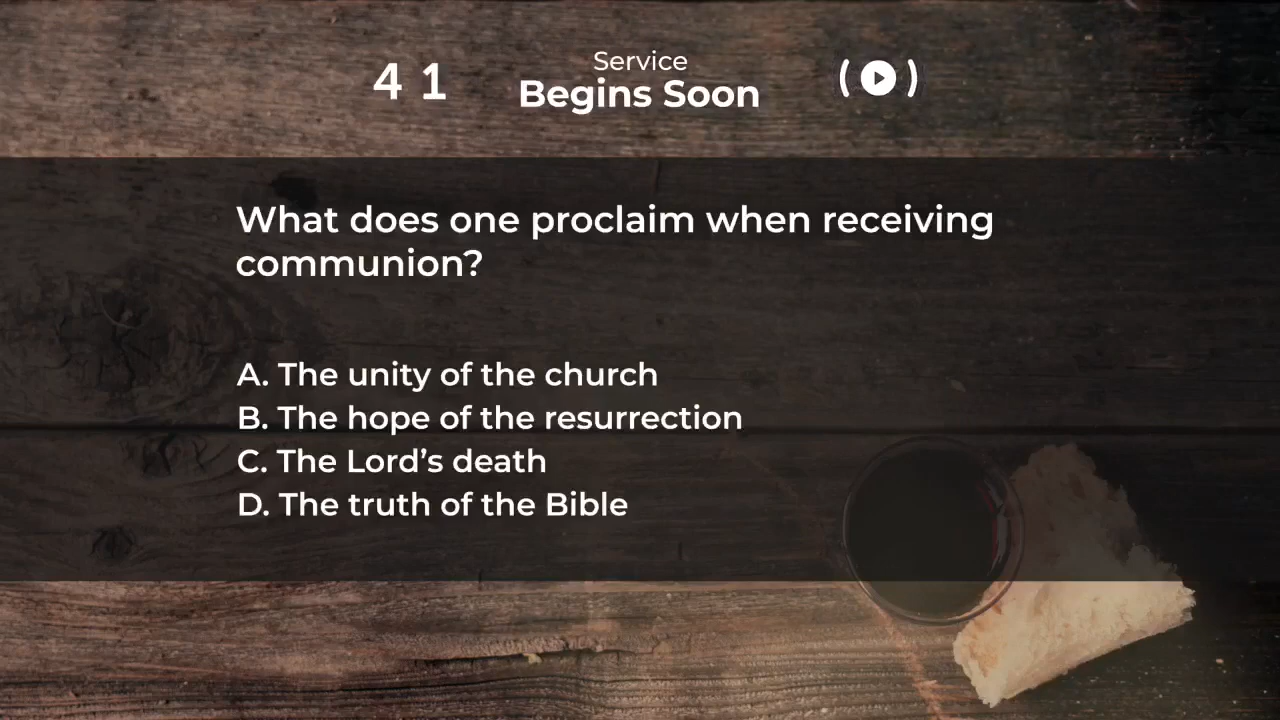 4 1
Service
Begins Soon
What does one proclaim when receiving
communion?
A. The unity of the church
B. The hope of the resurrection
C. The Lord’s death
D. The truth of the Bible